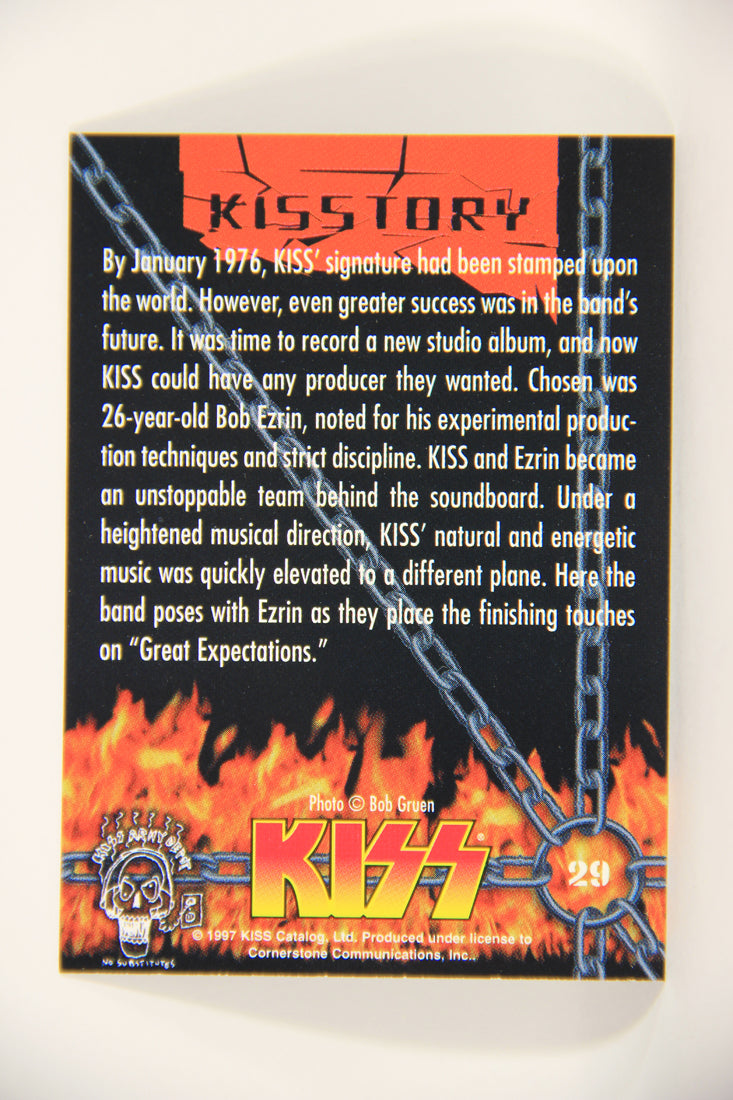 KISSTORY
By January 1976, KISS' signature had been stamped upon
the world. However, even greater success was in the band's
future. It was time to record a new studio album, and now
KISS could have any producer they wanted. Chosen was
26-year-old Bob Ezrin, noted for his experimental produc-
tion techniques and strict discipline. KISS and Ezrin became
an unstoppable team behind the soundboard. Under a
heightened musical direction, KISS' natural and energetic
music was quickly elevated to a different plane. Here the
band poses with Ezrin as they place the finishing touches
on “Great Expectations.”
Photo © Bob Gruen
KISS®
29
KISS ARMY DEPOT
NO SUBSTITUTES
© 1997 KISS Catalog, Ltd. Produced under license to
Cornerstone Communications, Inc..